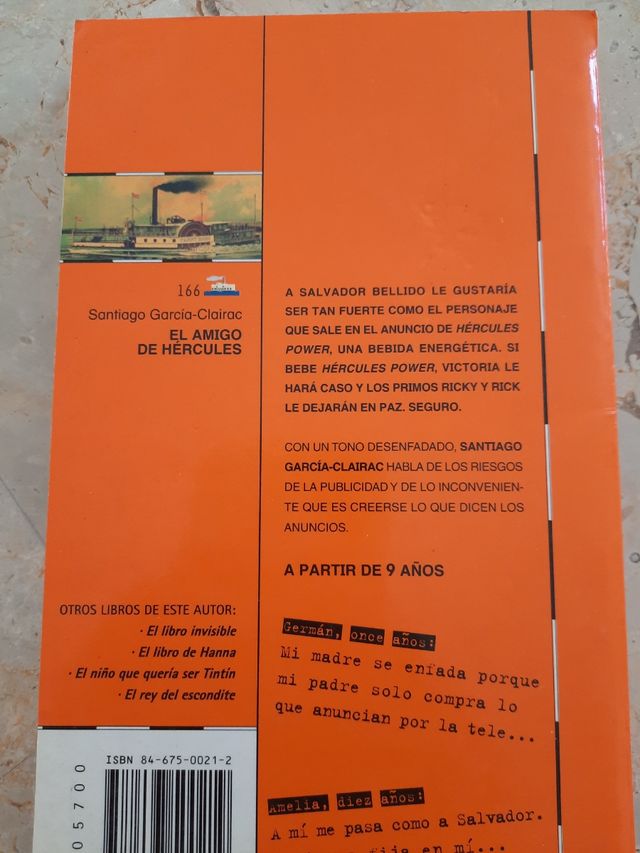 166
Santiago García-Clairac
EL AMIGO
DE HÉRCULES
A SALVADOR BELLIDO LE GUSTARÍA
SER TAN FUERTE COMO EL PERSONAJE
QUE SALE EN EL ANUNCIO DE HÉRCULES
POWER, UNA BEBIDA ENERGÉTICA. SI
BEBE HÉRCULES POWER, VICTORIA LE
HARÁ CASO Y LOS PRIMOS RICKY Y RICK
LE DEJARÁN EN PAZ. SEGURO.
CON UN TONO DESENFADADO, SANTIAGO
GARCÍA-CLAIRAC HABLA DE LOS RIESGOS
DE LA PUBLICIDAD Y DE LO INCONVENIEN-
TE QUE ES CREERSE LO QUE DICEN LOS
ANUNCIOS.
A PARTIR DE 9 AÑOS
OTROS LIBROS DE ESTE AUTOR:
· El libro invisible
· El libro de Hanna
· El niño que quería ser Tintín
· El rey del escondite
Germán, once años:
Mi madre se enfada porque
mi padre solo compra lo
que anuncian por la tele...
Amelia, diez años:
A mí me pasa como a Salvador.
fija en mí...
ISBN 84-675-0021-2
05700